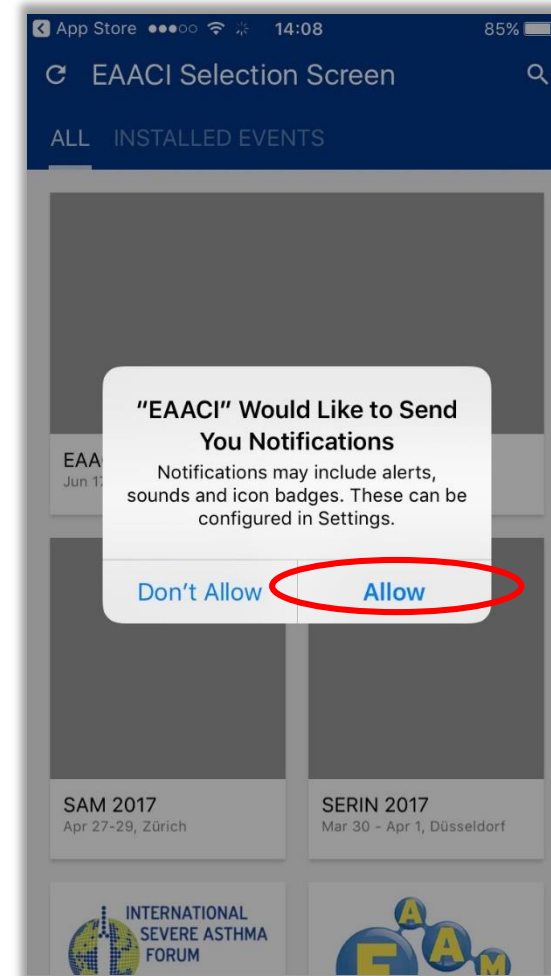 App Store 14:08 85%
EAACI Selection Screen
ALL INSTALLED EVENTS
"EAACI" Would Like to Send
You Notifications
Notifications may include alerts,
sounds and icon badges. These can be
configured in Settings.
Don't Allow Allow
SAM 2017 SERIN 2017
Apr 27-29, Zürich Mar 30 - Apr 1, Düsseldorf
INTERNATIONAL
SEVERE ASTHMA
FORUM